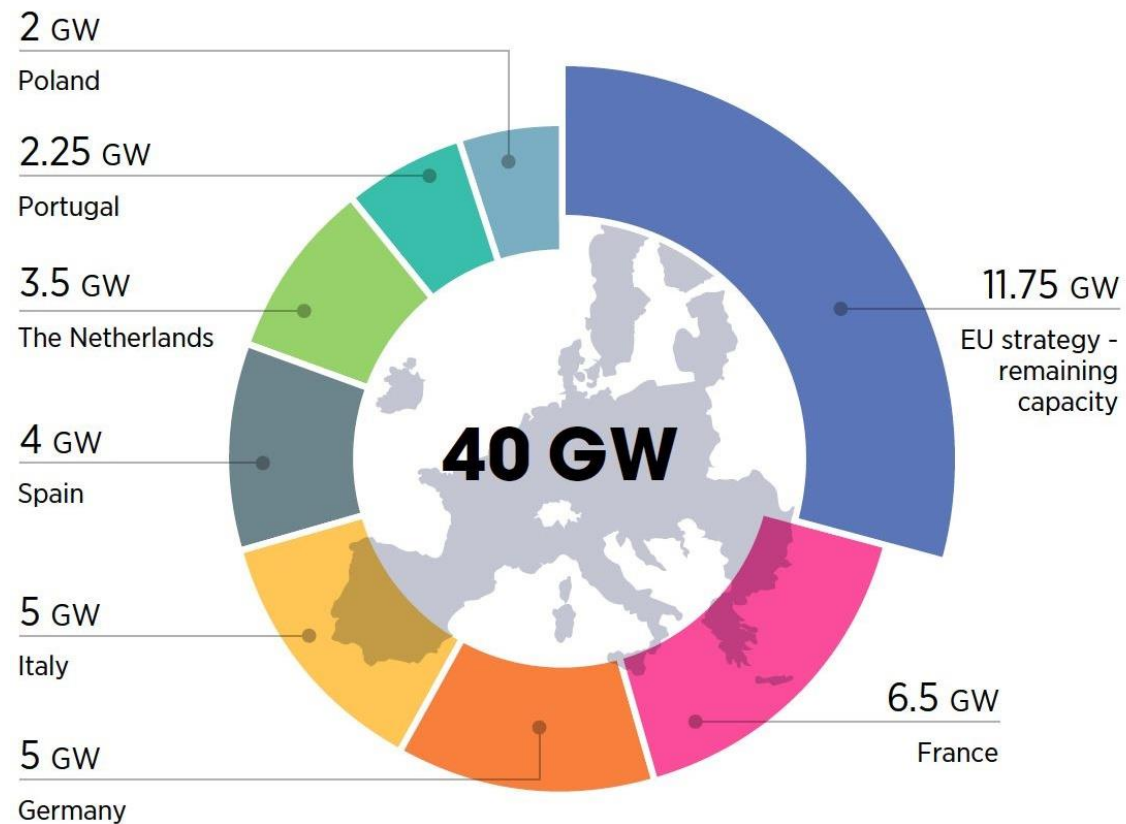 2 GW
Poland
2.25 GW
Portugal
3.5 GW
The Netherlands
4 GW
Spain
5 GW
Italy
5 GW
Germany
40 GW
11.75 GW
EU strategy -
remaining
capacity
6.5 GW
France